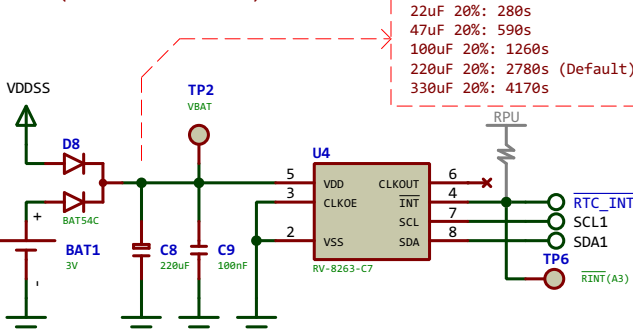 22uF 20%: 280s
47uF 20%: 590s
100uF 20%: 1260s
220uF 20%: 2780s (Default)
330uF 20%: 4170s
VDDSS
TP2
VBAT
RPU
D8
U4
5
VDD
CLKOUT
6
3
CLKOE
INT
4
RTC_INT
SCL
7
SCL1
2
VSS
SDA
8
SDA1
BAT54C
+
BAT1
3V
-
C8
220uF
C9
100nF
RV-8263-C7
TP6
RINT(A3)